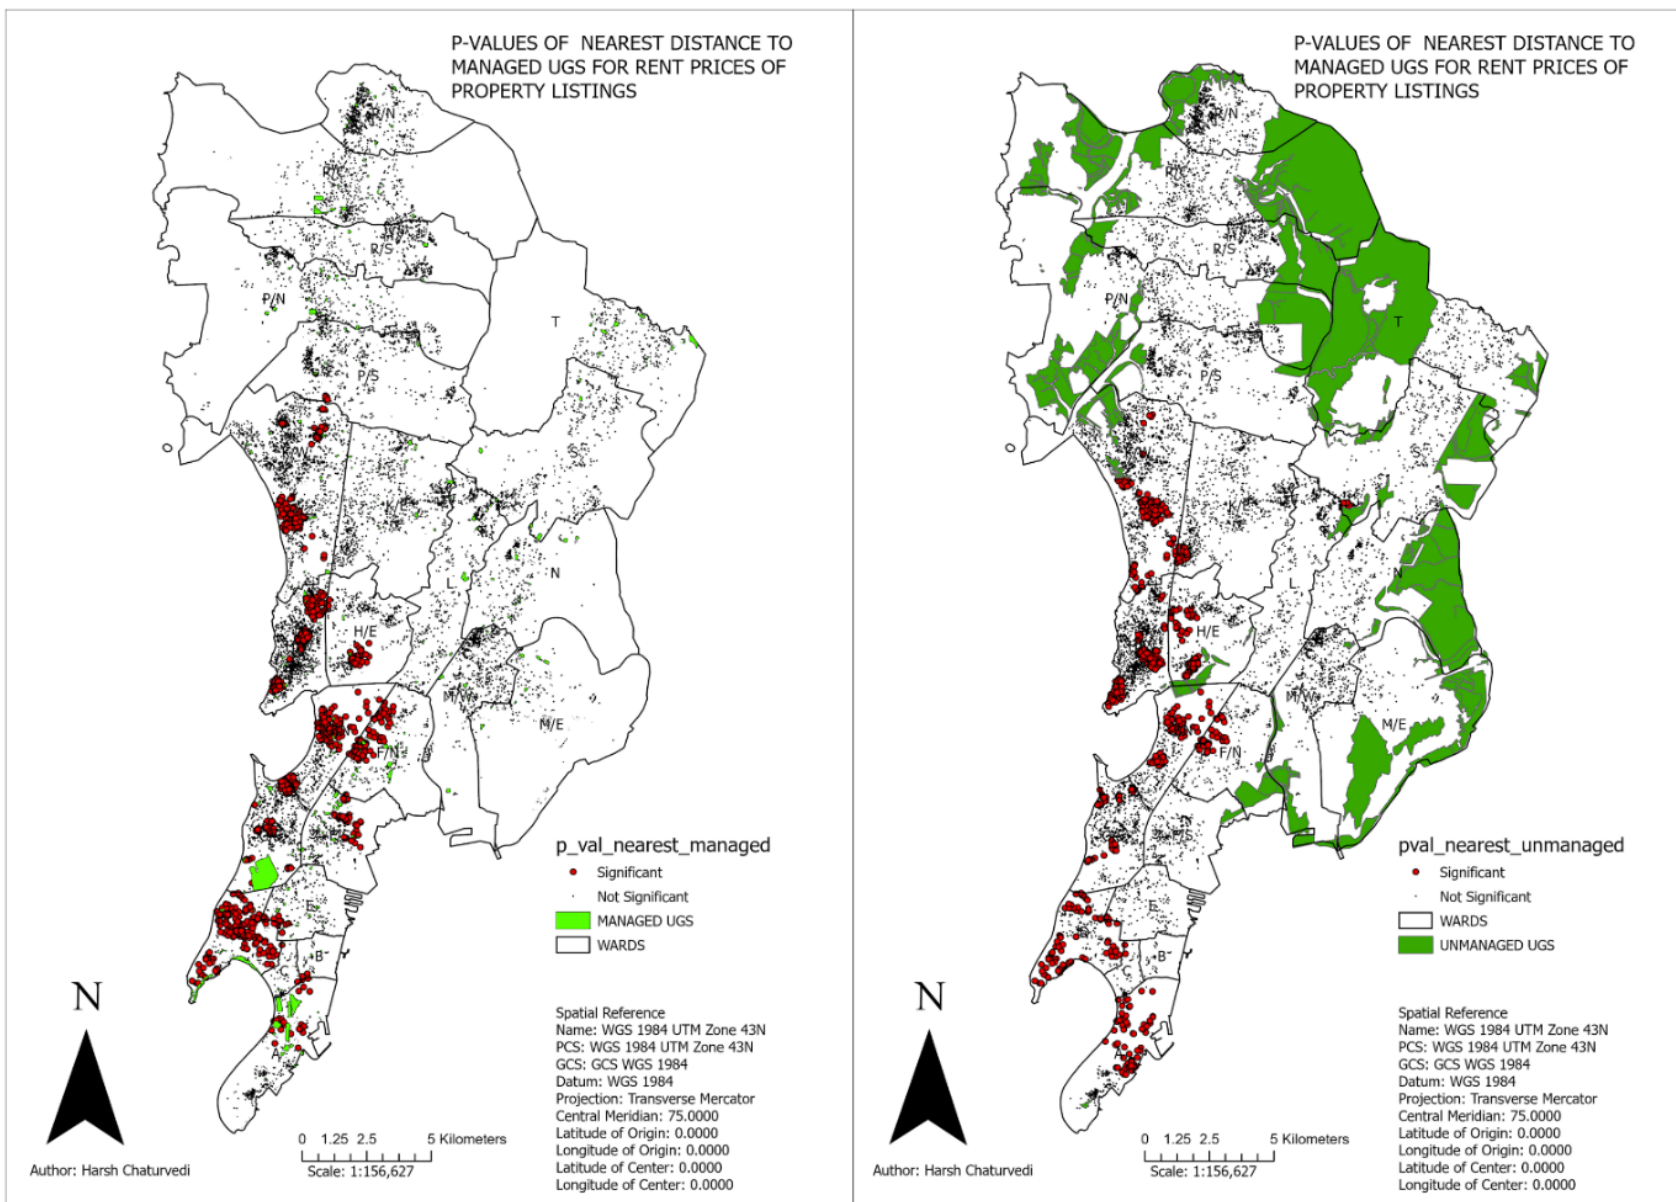 P-VALUES OF NEAREST DISTANCE TO
MANAGED UGS FOR RENT PRICES OF
PROPERTY LISTINGS
R/N
R/S
P/N
T
P/S
S
K/E
L
N
H/E
M/W
M/E
F/N
E
B
C
A
p_val_nearest_managed
Significant
Not Significant
MANAGED UGS
WARDS
N
Spatial Reference
Name: WGS 1984 UTM Zone 43N
PCS: WGS 1984 UTM Zone 43N
GCS: GCS WGS 1984
Datum: WGS 1984
Projection: Transverse Mercator
Central Meridian: 75.0000
Latitude of Origin: 0.0000
Longitude of Origin: 0.0000
Latitude of Center: 0.0000
Longitude of Center: 0.0000
0 1.25 2.5 5 Kilometers
Scale: 1:156,627
Author: Harsh Chaturvedi
P-VALUES OF NEAREST DISTANCE TO
MANAGED UGS FOR RENT PRICES OF
PROPERTY LISTINGS
R/N
R/S
P/N
T
P/S
S
K/E
L
N
H/E
M/W
M/E
F/N
E
B
C
A
pval_nearest_unmanaged
Significant
Not Significant
WARDS
UNMANAGED UGS
N
Spatial Reference
Name: WGS 1984 UTM Zone 43N
PCS: WGS 1984 UTM Zone 43N
GCS: GCS WGS 1984
Datum: WGS 1984
Projection: Transverse Mercator
Central Meridian: 75.0000
Latitude of Origin: 0.0000
Longitude of Origin: 0.0000
Latitude of Center: 0.0000
Longitude of Center: 0.0000
0 1.25 2.5 5 Kilometers
Scale: 1:156,627
Author: Harsh Chaturvedi